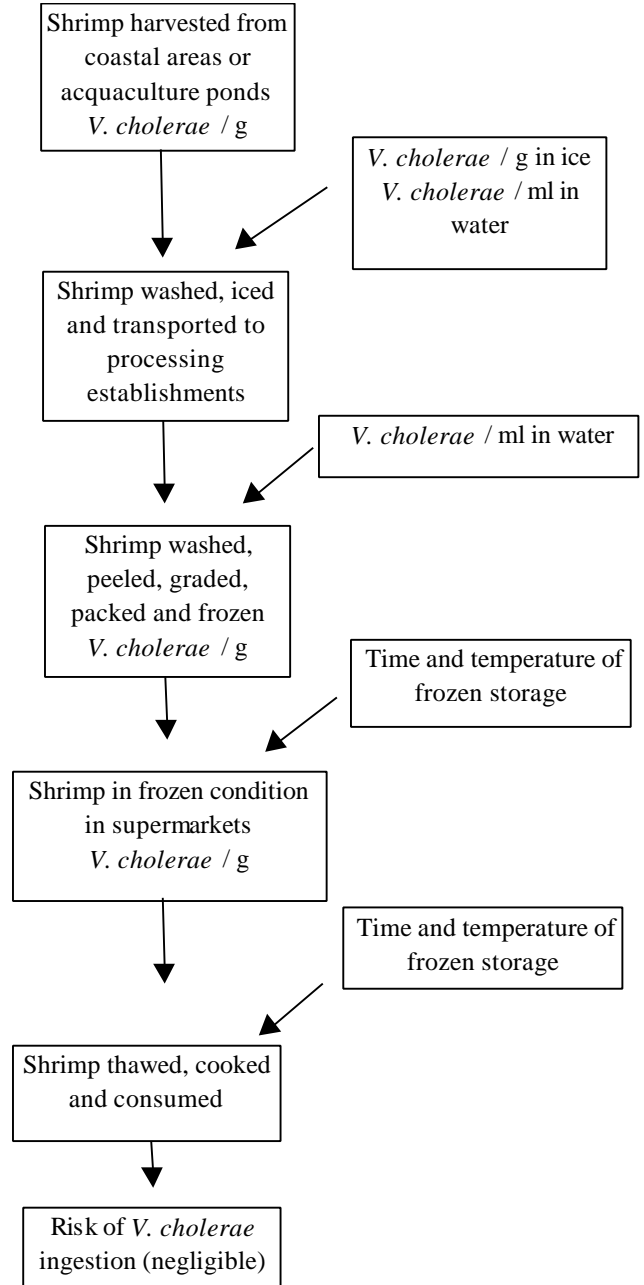 Shrimp harvested from
coastal areas or
acquaculture ponds
V. cholerae / g
V. cholerae / g in ice
V. cholerae / ml in
water
Shrimp washed, iced
and transported to
processing
establishments
V. cholerae / ml in water
Shrimp washed,
peeled, graded,
packed and frozen
V. cholerae / g
Time and temperature of
frozen storage
Shrimp in frozen condition
in supermarkets
V. cholerae / g
Time and temperature of
frozen storage
Shrimp thawed, cooked
and consumed
Risk of V. cholerae
ingestion (negligible)